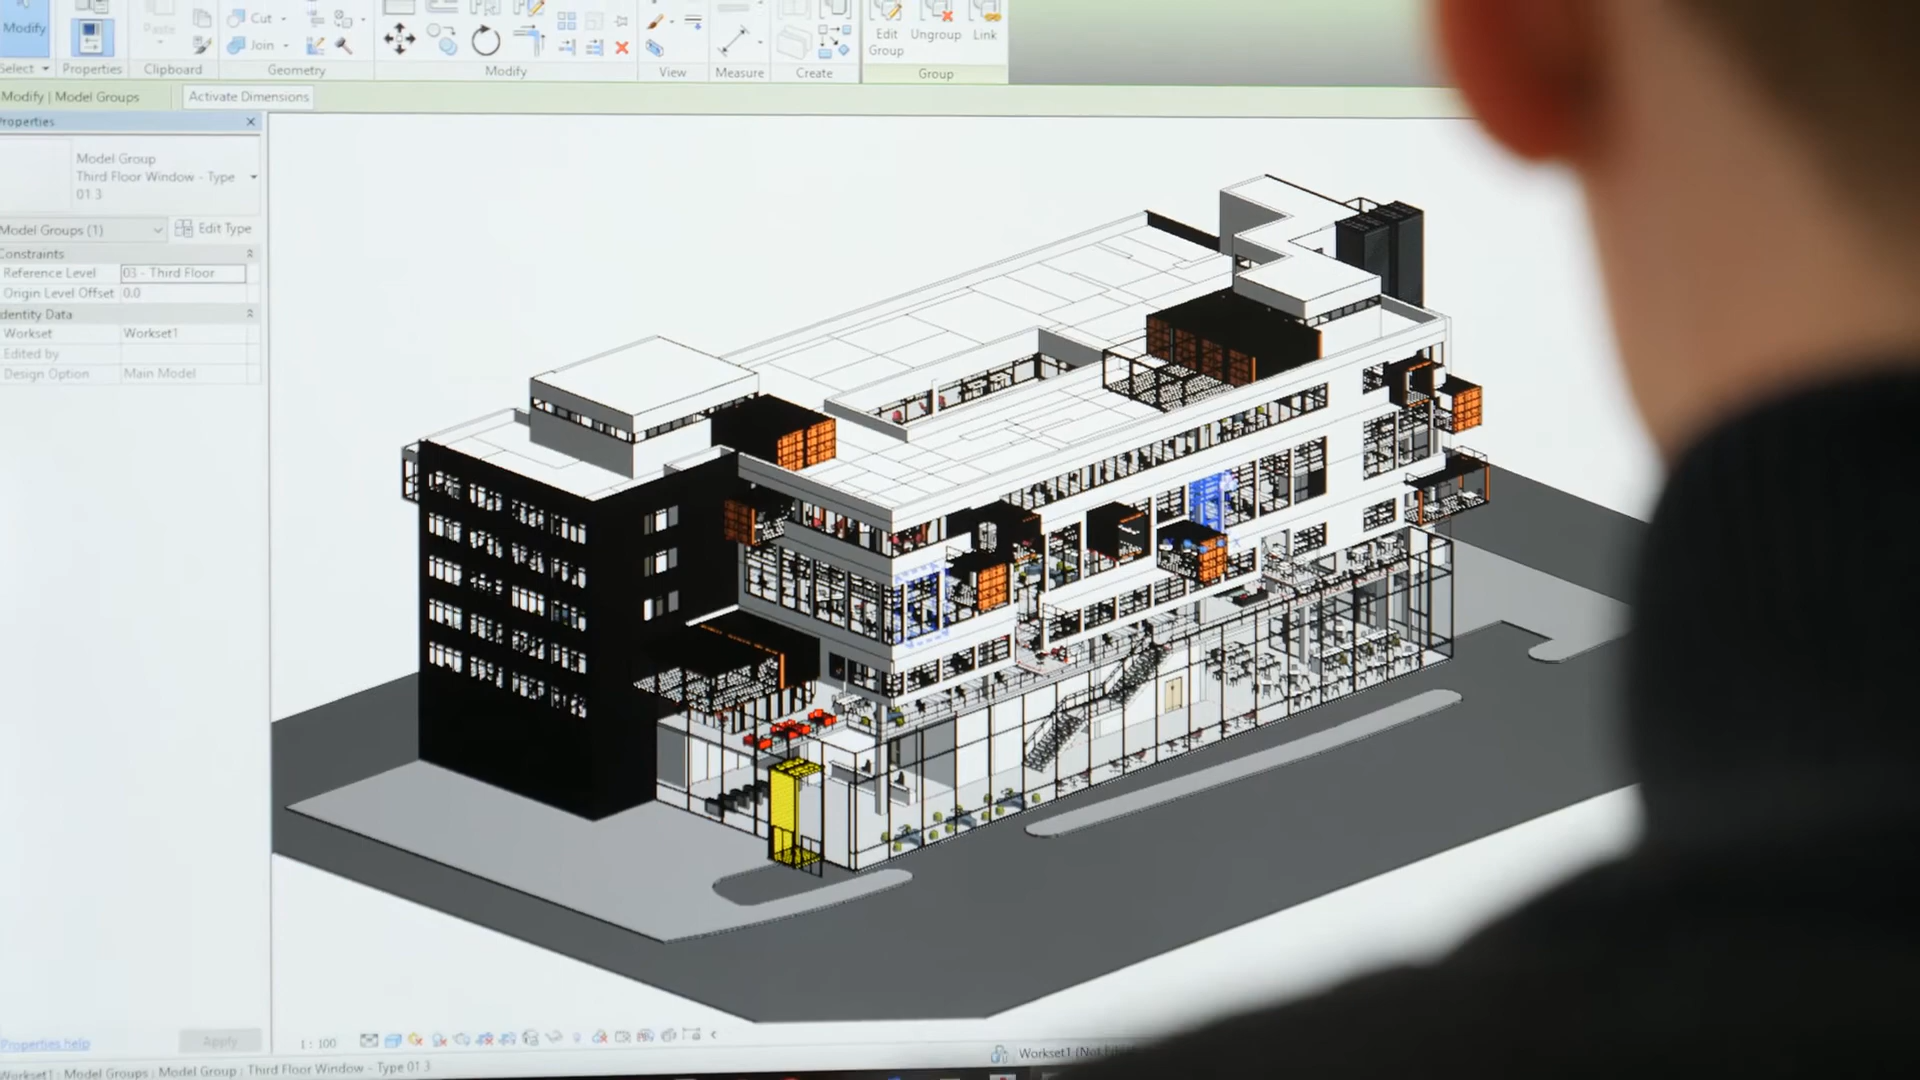 Modify
Cut
Join
Paste
Edit
Group
Ungroup
Link
Select
Properties
Clipboard
Geometry
Modify
View
Measure
Create
Group
Modify | Model Groups
Activate Dimensions
Properties
Model Group
Third Floor Window - Type
01 3
Model Groups (1)
Edit Type
Constraints
Reference Level
03 - Third Floor
Origin Level Offset
0.0
Identity Data
Workset
Workset1
Edited by
Design Option
Main Model
Properties help
Apply
1 : 100
Workset1 (Not
Workset1 : Model Groups : Model Group : Third Floor Window - Type 01 3